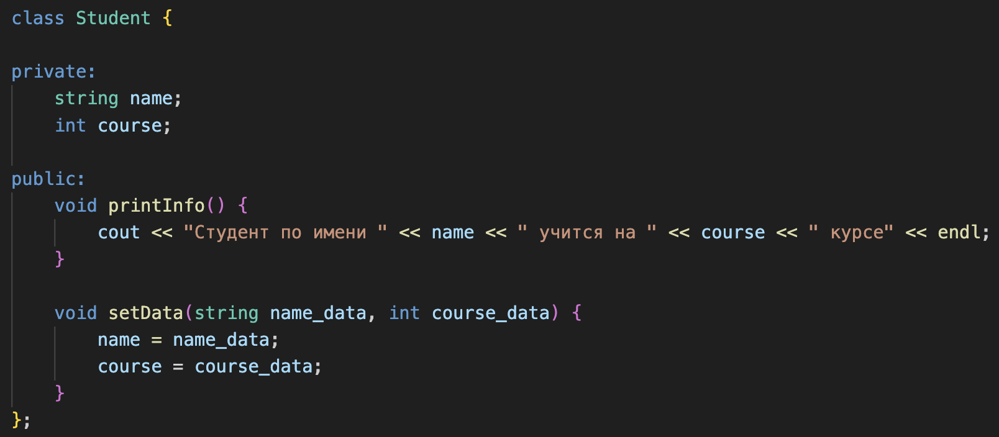 class Student {
private:
    string name;
    int course;
public:
    void printInfo() {
        cout << "Студент по имени " << name << " учится на " << course << " курсе" << endl;
    }
    void setData(string name_data, int course_data) {
        name = name_data;
        course = course_data;
    }
};